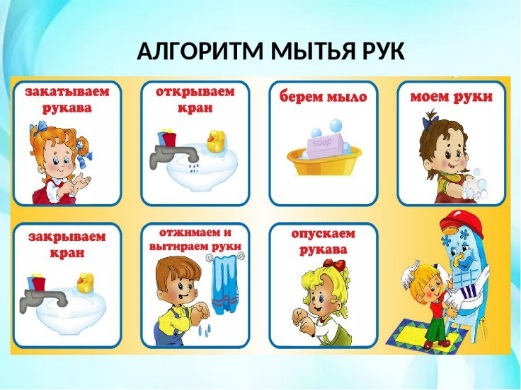 АЛГОРИТМ МЫТЬЯ РУК
закатываем
рукава
открываем
кран
берем мыло
моем руки
закрываем
кран
отжимаем и
вытираем руки
опускаем
рукава